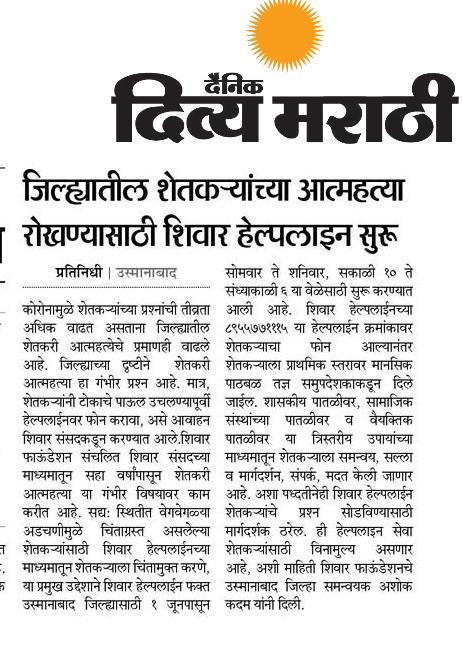 दैनिक
दिव्य मराठी
जिल्ह्यातील शेतकऱ्यांच्या आत्महत्या
रोखण्यासाठी शिवार हेल्पलाइन सुरू
प्रतिनिधी | उस्मानाबाद
कोरोनामुळे शेतकऱ्यांच्या प्रश्नांची तीव्रता
अधिक वाढत असताना जिल्ह्यातील
शेतकरी आत्महत्येचे प्रमाणही वाढले
आहे. जिल्ह्याच्या दृष्टीने शेतकरी
आत्महत्या हा गंभीर प्रश्न आहे. मात्र,
शेतकऱ्यांनी टोकाचे पाऊल उचलण्यापूर्वी
हेल्पलाईनवर फोन करावा, असे आवाहन
शिवार संसदकडून करण्यात आले.शिवार
फाऊंडेशन संचलित शिवार संसदच्या
माध्यमातून सहा वर्षांपासून शेतकरी
आत्महत्या या गंभीर विषयावर काम
करीत आहे. सद्य: स्थितीत वेगवेगळ्या
अडचणीमुळे चिंताग्रस्त असलेल्या
शेतकऱ्यांसाठी शिवार हेल्पलाईनच्या
माध्यमातून शेतकऱ्याला चिंतामुक्त करणे,
या प्रमुख उद्देशाने शिवार हेल्पलाईन फक्त
उस्मानाबाद जिल्ह्यासाठी १ जूनपासून
सोमवार ते शनिवार, सकाळी १० ते
संध्याकाळी ६ या वेळेसाठी सुरू करण्यात
आली आहे. शिवार हेल्पलाईनच्या
८९५५७७१११५ या हेल्पलाईन क्रमांकावर
शेतकऱ्याचा फोन आल्यानंतर
शेतकऱ्याला प्राथमिक स्तरावर मानसिक
पाठबळ तज्ञ समुपदेशकाकडून दिले
जाईल. शासकीय पातळीवर, सामाजिक
संस्थांच्या पातळीवर व वैयक्तिक
पातळीवर या त्रिस्तरीय उपायांच्या
माध्यमातून शेतकऱ्याला समन्वय, सल्ला
व मार्गदर्शन, संपर्क, मदत केली जाणार
आहे. अशा पध्दतीनेही शिवार हेल्पलाईन
शेतकऱ्यांचे प्रश्न सोडविण्यासाठी
मार्गदर्शक ठरेल. ही हेल्पलाइन सेवा
शेतकऱ्यांसाठी विनामुल्य असणार
आहे, अशी माहिती शिवार फाऊंडेशनचे
उस्मानाबाद जिल्हा समन्वयक अशोक
कदम यांनी दिली.